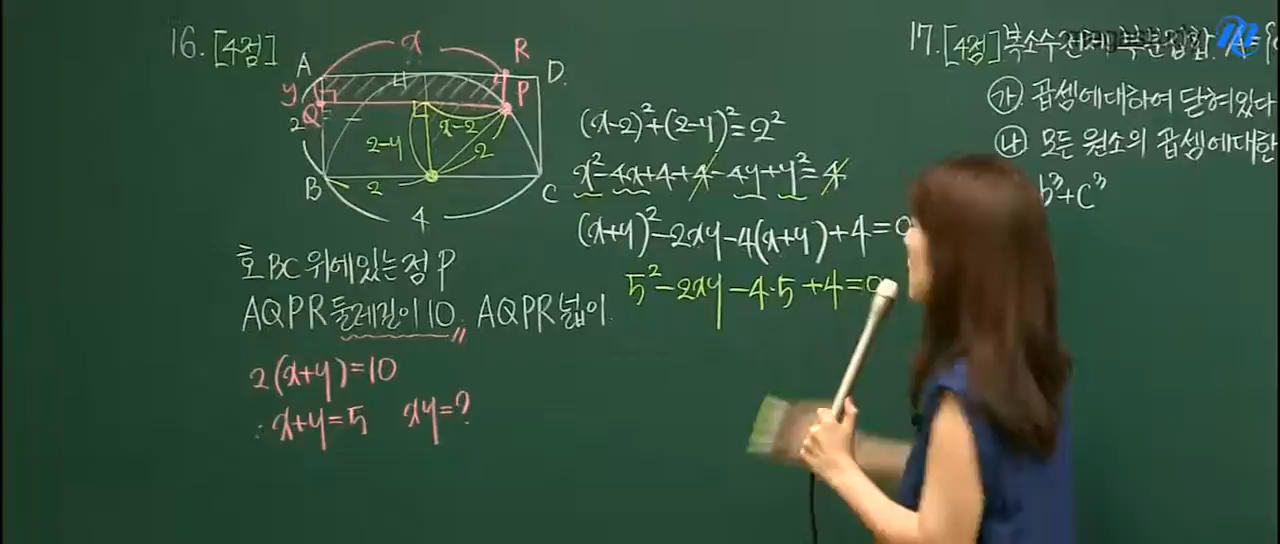 16. [4점]
x
R
A
D
y
Q
P
2
x-2
2-y
2
B
2
C
4
호 BC 위에있는 점 P
AQPR 둘레길이 10. AQPR 넓이
2(x+y)=10
∴ x+y=5 xy=?
(x-2)²+(2-y)²=2²
x²-4x+4+4-4y+y²=4
(x+y)²-2xy-4(x+y)+4=0
5²-2xy-4·5+4=0
17. [4점] 복소수전체 부분집합. A={
㉮ 곱셈에대하여 닫혀있다
㉯ 모든 원소의 곱셈에대한
b³+c³